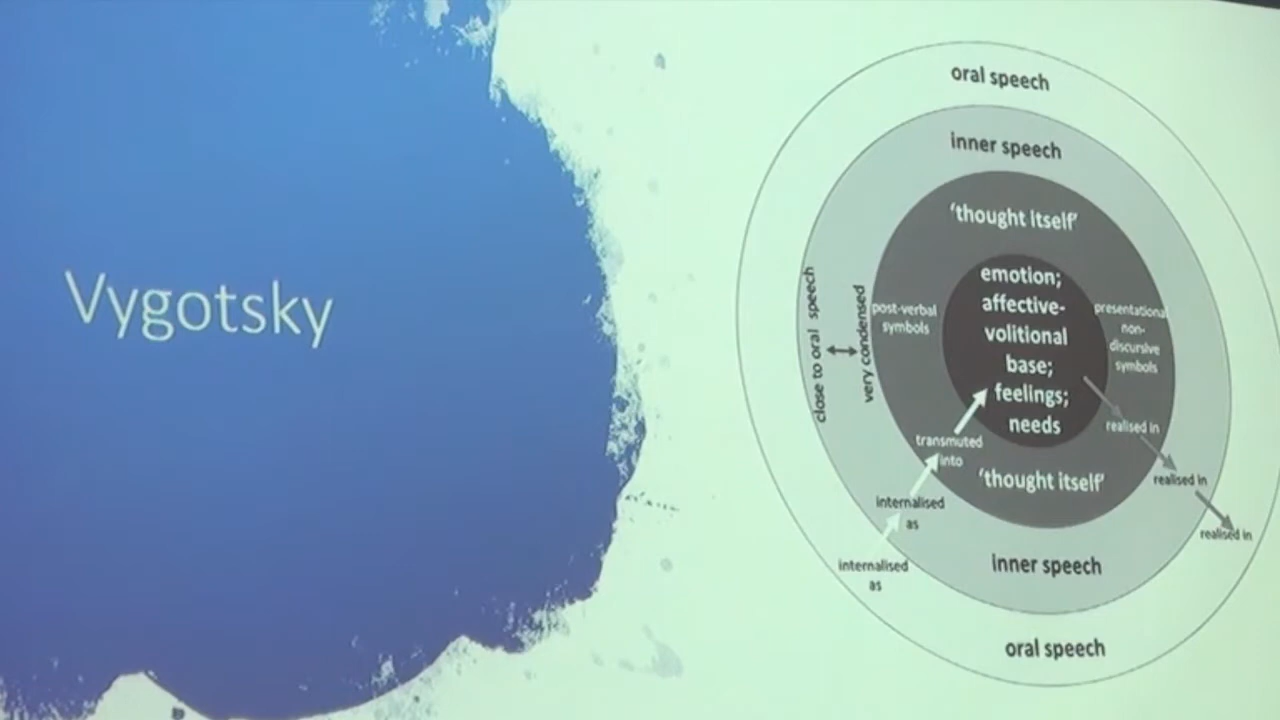 Vygotsky
oral speech
inner speech
'thought itself'
emotion;
affective-
volitional
base;
feelings;
needs
post-verbal
symbols
presentational
non-
discursive
symbols
close to oral speech
very condensed
transmuted
into
internalised
as
internalised
as
realised in
realised in
realised in
'thought itself'
inner speech
oral speech